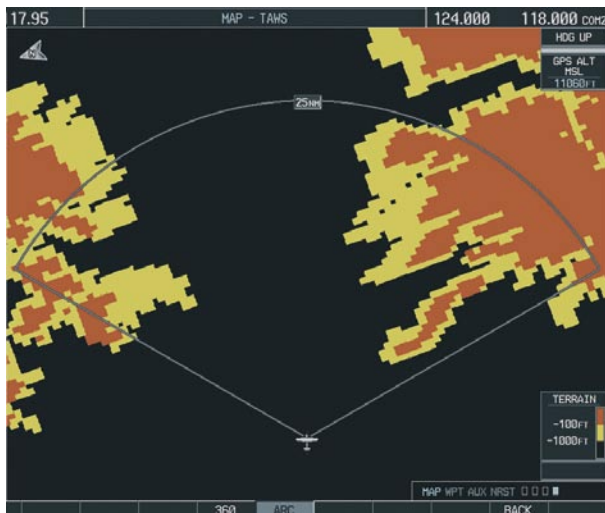 17.95 MAP - TAWS 124.000 118.000 COM2
HDG UP
N
GPS ALT
MSL
11060FT
25NM
TERRAIN
-100FT
-1000FT
MAP WPT AUX NRST
360 ARC BACK